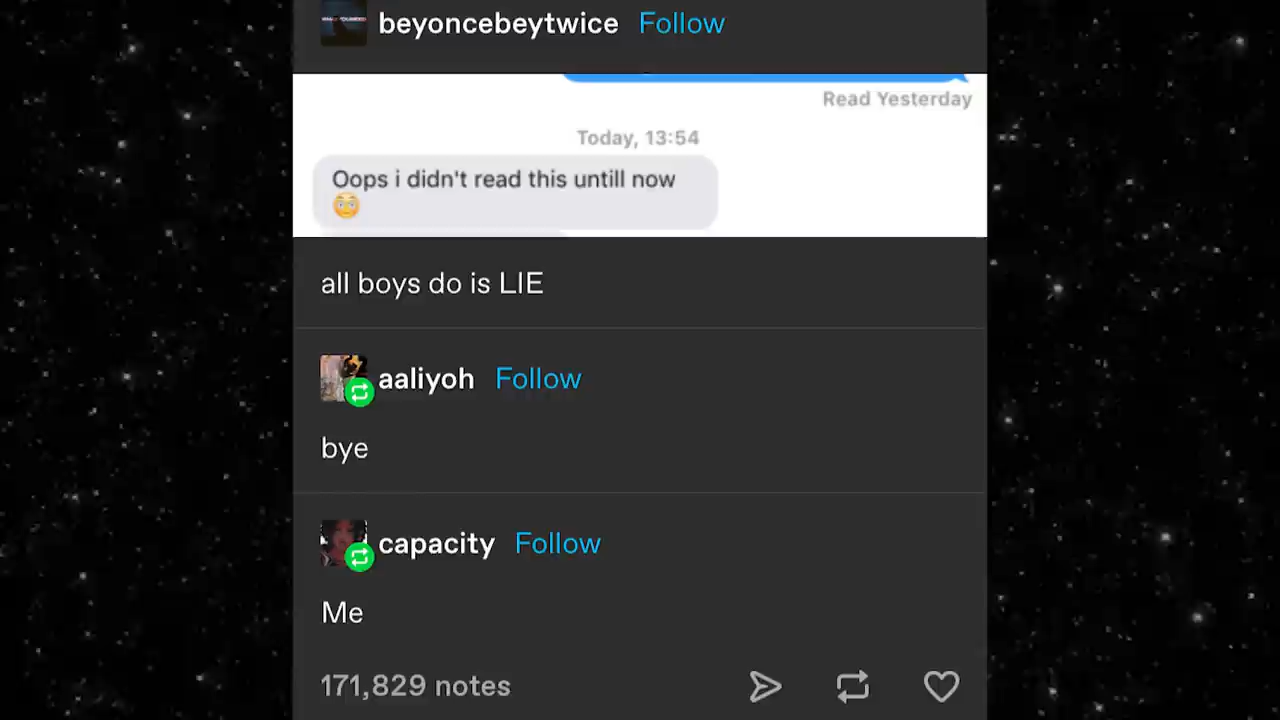 beyoncebeytwice Follow
Read Yesterday
Today, 13:54
Oops i didn't read this untill now
😳
all boys do is LIE
aaliyoh Follow
bye
capacity Follow
Me
171,829 notes